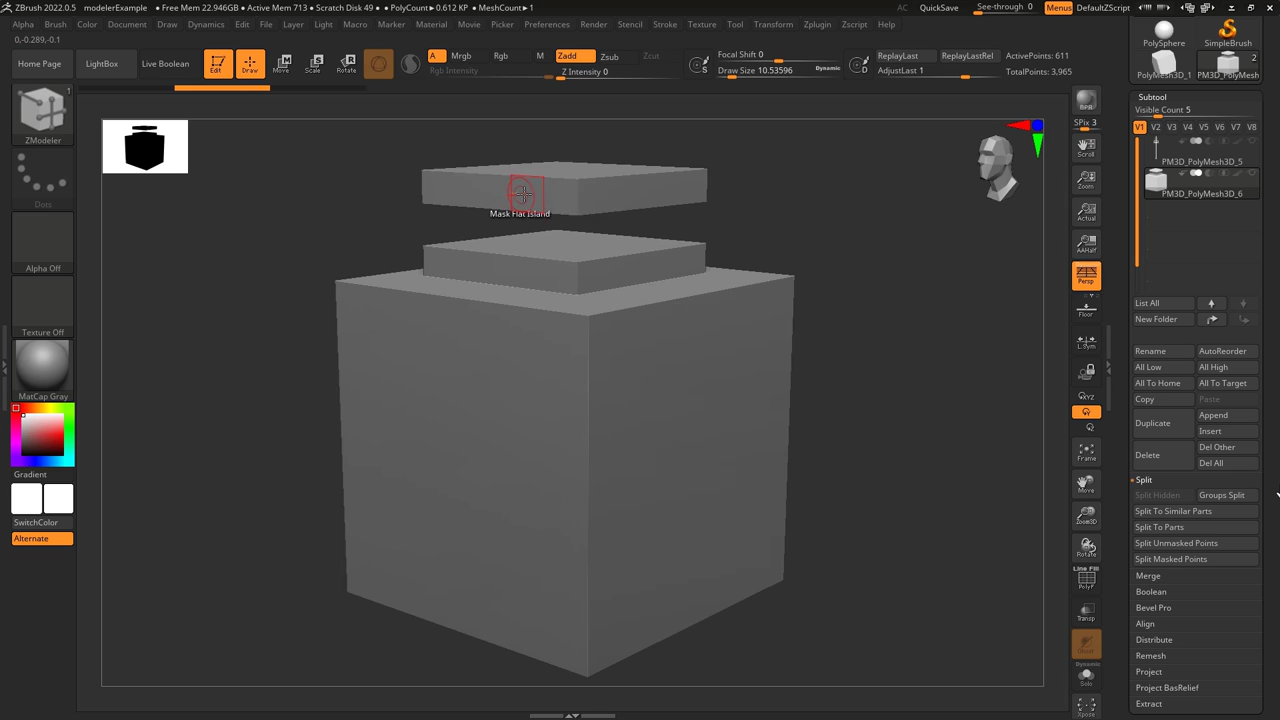 ZBrush 2022.0.5 modelerExample • Free Mem 22.946GB • Active Mem 713 • Scratch Disk 49 • PolyCount▸0.612 KP • MeshCount▸1
AC QuickSave See-through 0 Menus DefaultZScript
Alpha Brush Color Document Draw Dynamics Edit File Layer Light Macro Marker Material Movie Picker Preferences Render Stencil Stroke Texture Tool Transform Zplugin Zscript Help
0,-0.289,-0.1
Home Page LightBox Live Boolean
Edit Draw Move Scale Rotate
A Mrgb Rgb M Zadd Zsub Zcut
Rgb Intensity Z Intensity 0
Focal Shift 0
Draw Size 10.53596 Dynamic
S D
ReplayLast ReplayLastRel ActivePoints: 611
AdjustLast 1 TotalPoints: 3,965
PolySphere SimpleBrush
2
PolyMesh3D_1 PM3D_PolyMesh
1
ZModeler
Dots
Alpha Off
Texture Off
MatCap Gray
Gradient
SwitchColor
Alternate
Mask Flat Island
BPR
SPix 3
Scroll
Zoom
Actual
AAHalf
Persp
Floor
L.Sym
XYZ
Y
Z
Frame
Move
Zoom3D
Rotate
Line Fill
PolyF
Transp
Ghost
Dynamic
Solo
Xpose
Subtool
Visible Count 5
V1 V2 V3 V4 V5 V6 V7 V8
PM3D_PolyMesh3D_5
PM3D_PolyMesh3D_6
List All
New Folder
Rename AutoReorder
All Low All High
All To Home All To Target
Copy Paste
Duplicate Append
Insert
Delete Del Other
Del All
Split
Split Hidden Groups Split
Split To Similar Parts
Split To Parts
Split Unmasked Points
Split Masked Points
Merge
Boolean
Bevel Pro
Align
Distribute
Remesh
Project
Project BasRelief
Extract